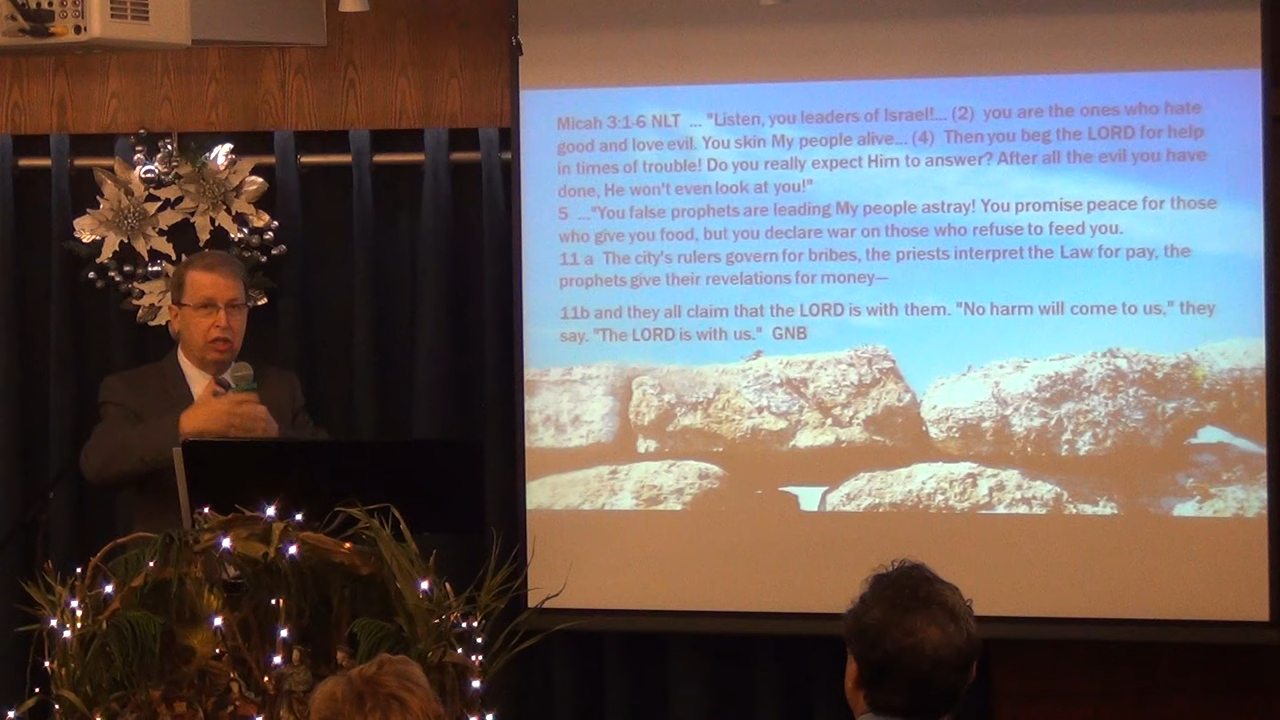 Micah 3:1-6 NLT ... "Listen, you leaders of Israel!... (2) you are the ones who hate
good and love evil. You skin My people alive... (4) Then you beg the LORD for help
in times of trouble! Do you really expect Him to answer? After all the evil you have
done, He won't even look at you!"
5 ..."You false prophets are leading My people astray! You promise peace for those
who give you food, but you declare war on those who refuse to feed you.
11 a The city's rulers govern for bribes, the priests interpret the Law for pay, the
prophets give their revelations for money—
11b and they all claim that the LORD is with them. "No harm will come to us," they
say. "The LORD is with us." GNB